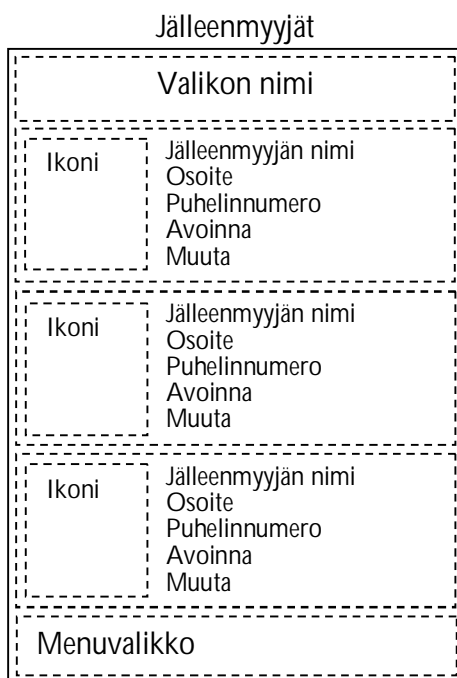 Jälleenmyyjät
Valikon nimi
Ikoni
Jälleenmyyjän nimi
Osoite
Puhelinnumero
Avoinna
Muuta
Ikoni
Jälleenmyyjän nimi
Osoite
Puhelinnumero
Avoinna
Muuta
Ikoni
Jälleenmyyjän nimi
Osoite
Puhelinnumero
Avoinna
Muuta
Menuvalikko